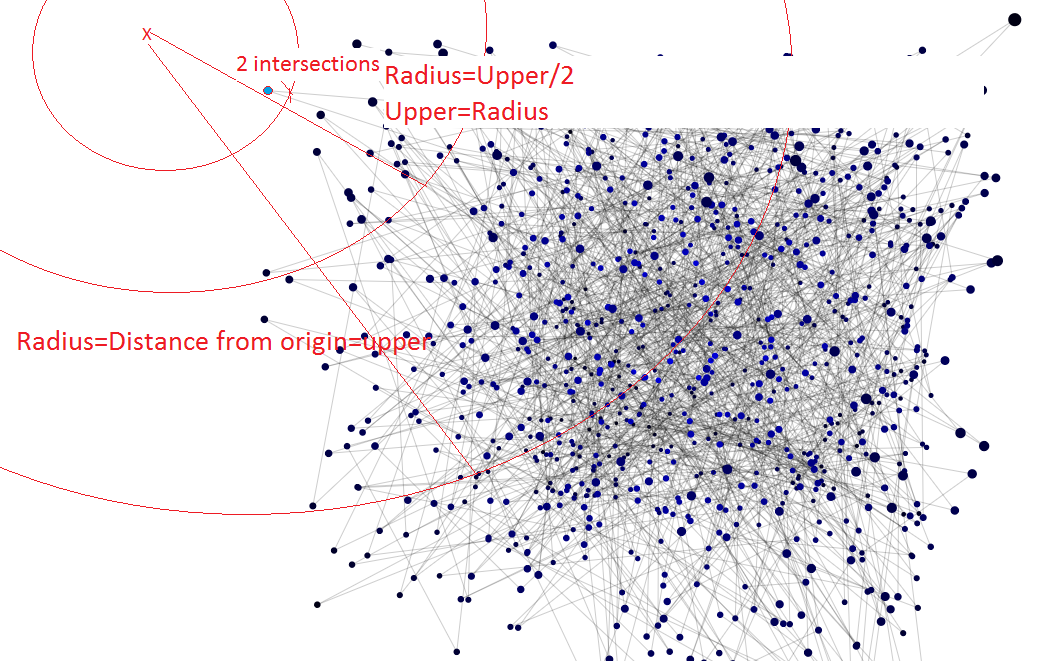 X
2 intersections
Radius=Upper/2
Upper=Radius
Radius=Distance from origin=upper